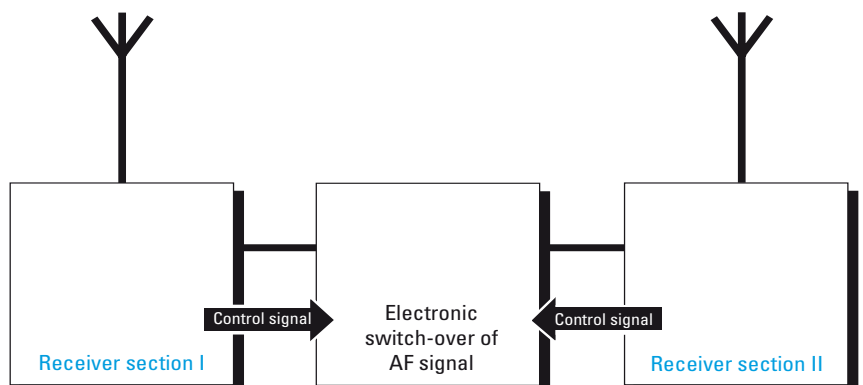 Control signal
Control signal
Electronic
switch-over of
AF signal
Receiver section I
Receiver section II